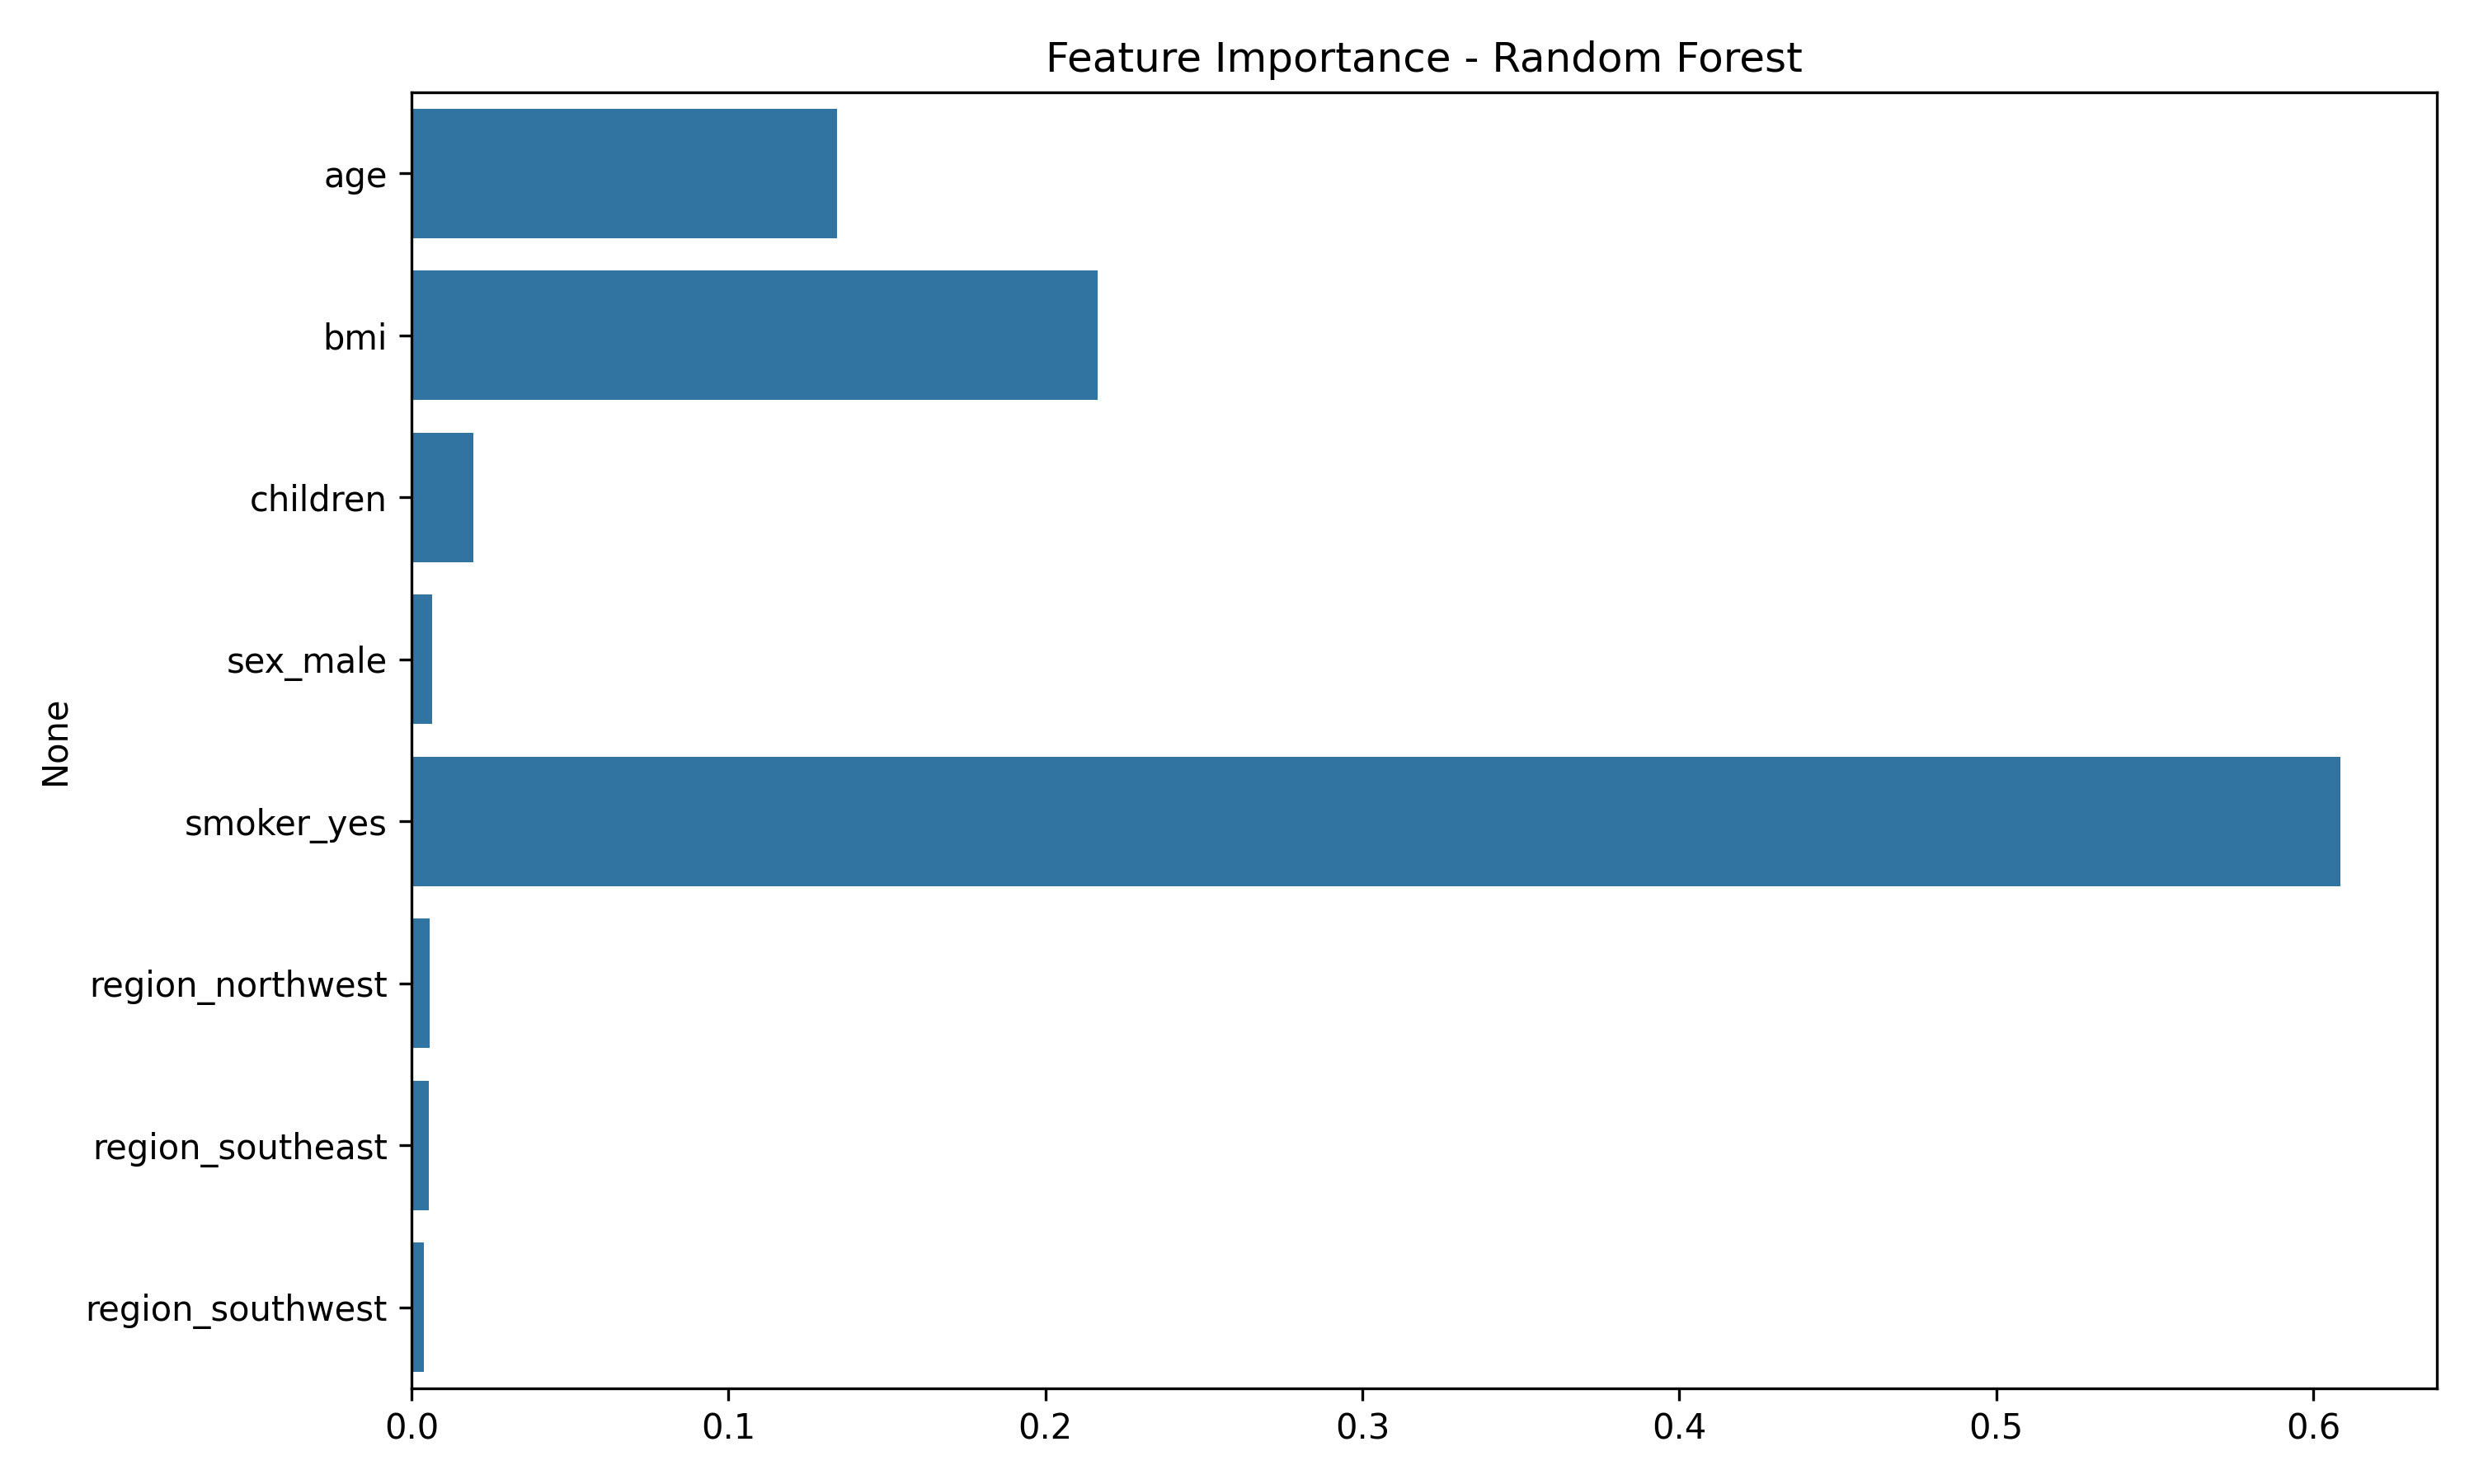 Feature Importance - Random Forest
age
bmi
children
sex_male
None
smoker_yes
region_northwest
region_southeast
region_southwest
0.0 0.1 0.2 0.3 0.4 0.5 0.6